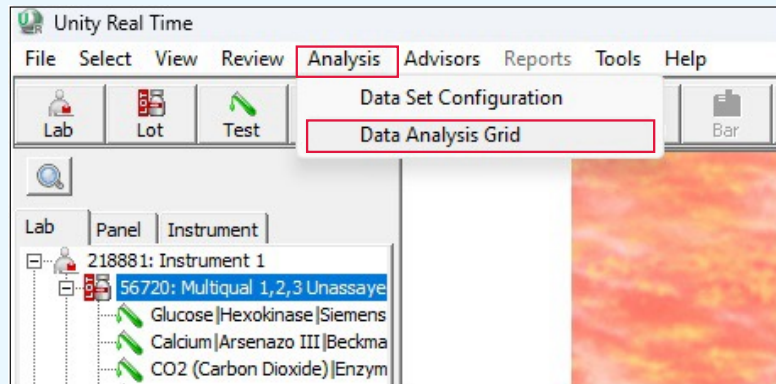 Unity Real Time
File Select View Review Analysis Advisors Reports Tools Help
Data Set Configuration
Data Analysis Grid
Lab Lot Test Bar
Lab Panel Instrument
218881: Instrument 1
56720: Multiqual 1,2,3 Unassaye
Glucose|Hexokinase|Siemens
Calcium|Arsenazo III|Beckma
CO2 (Carbon Dioxide)|Enzym